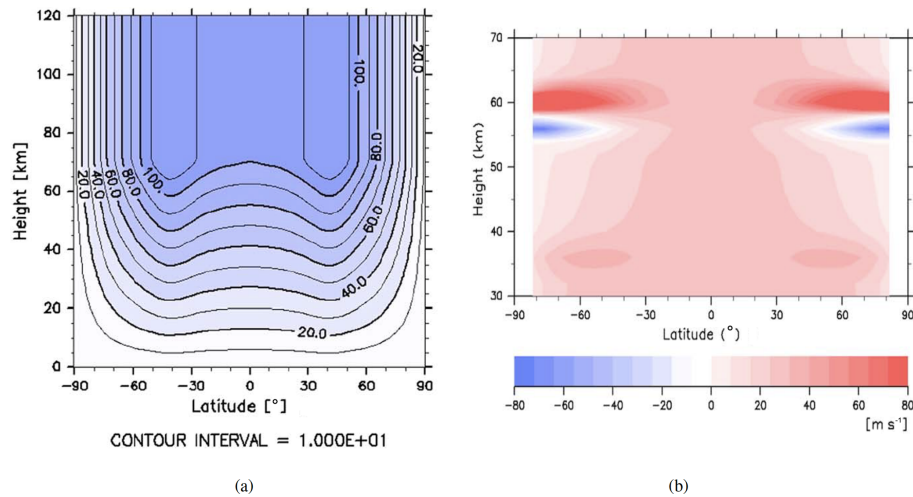 120
100
80
60
40
20
0
Height [km]
20.0
40.0
60.0
80.0
100.
100.
80.0
20.0
60.0
40.0
20.0
−90 −60 −30 0 30 60 90
Latitude [°]
CONTOUR INTERVAL = 1.000E+01
(a)
70
60
50
40
30
Height (km)
−90 −60 −30 0 30 60 90
Latitude (°)
−80 −60 −40 −20 0 20 40 60 80
[m s⁻¹]
(b)